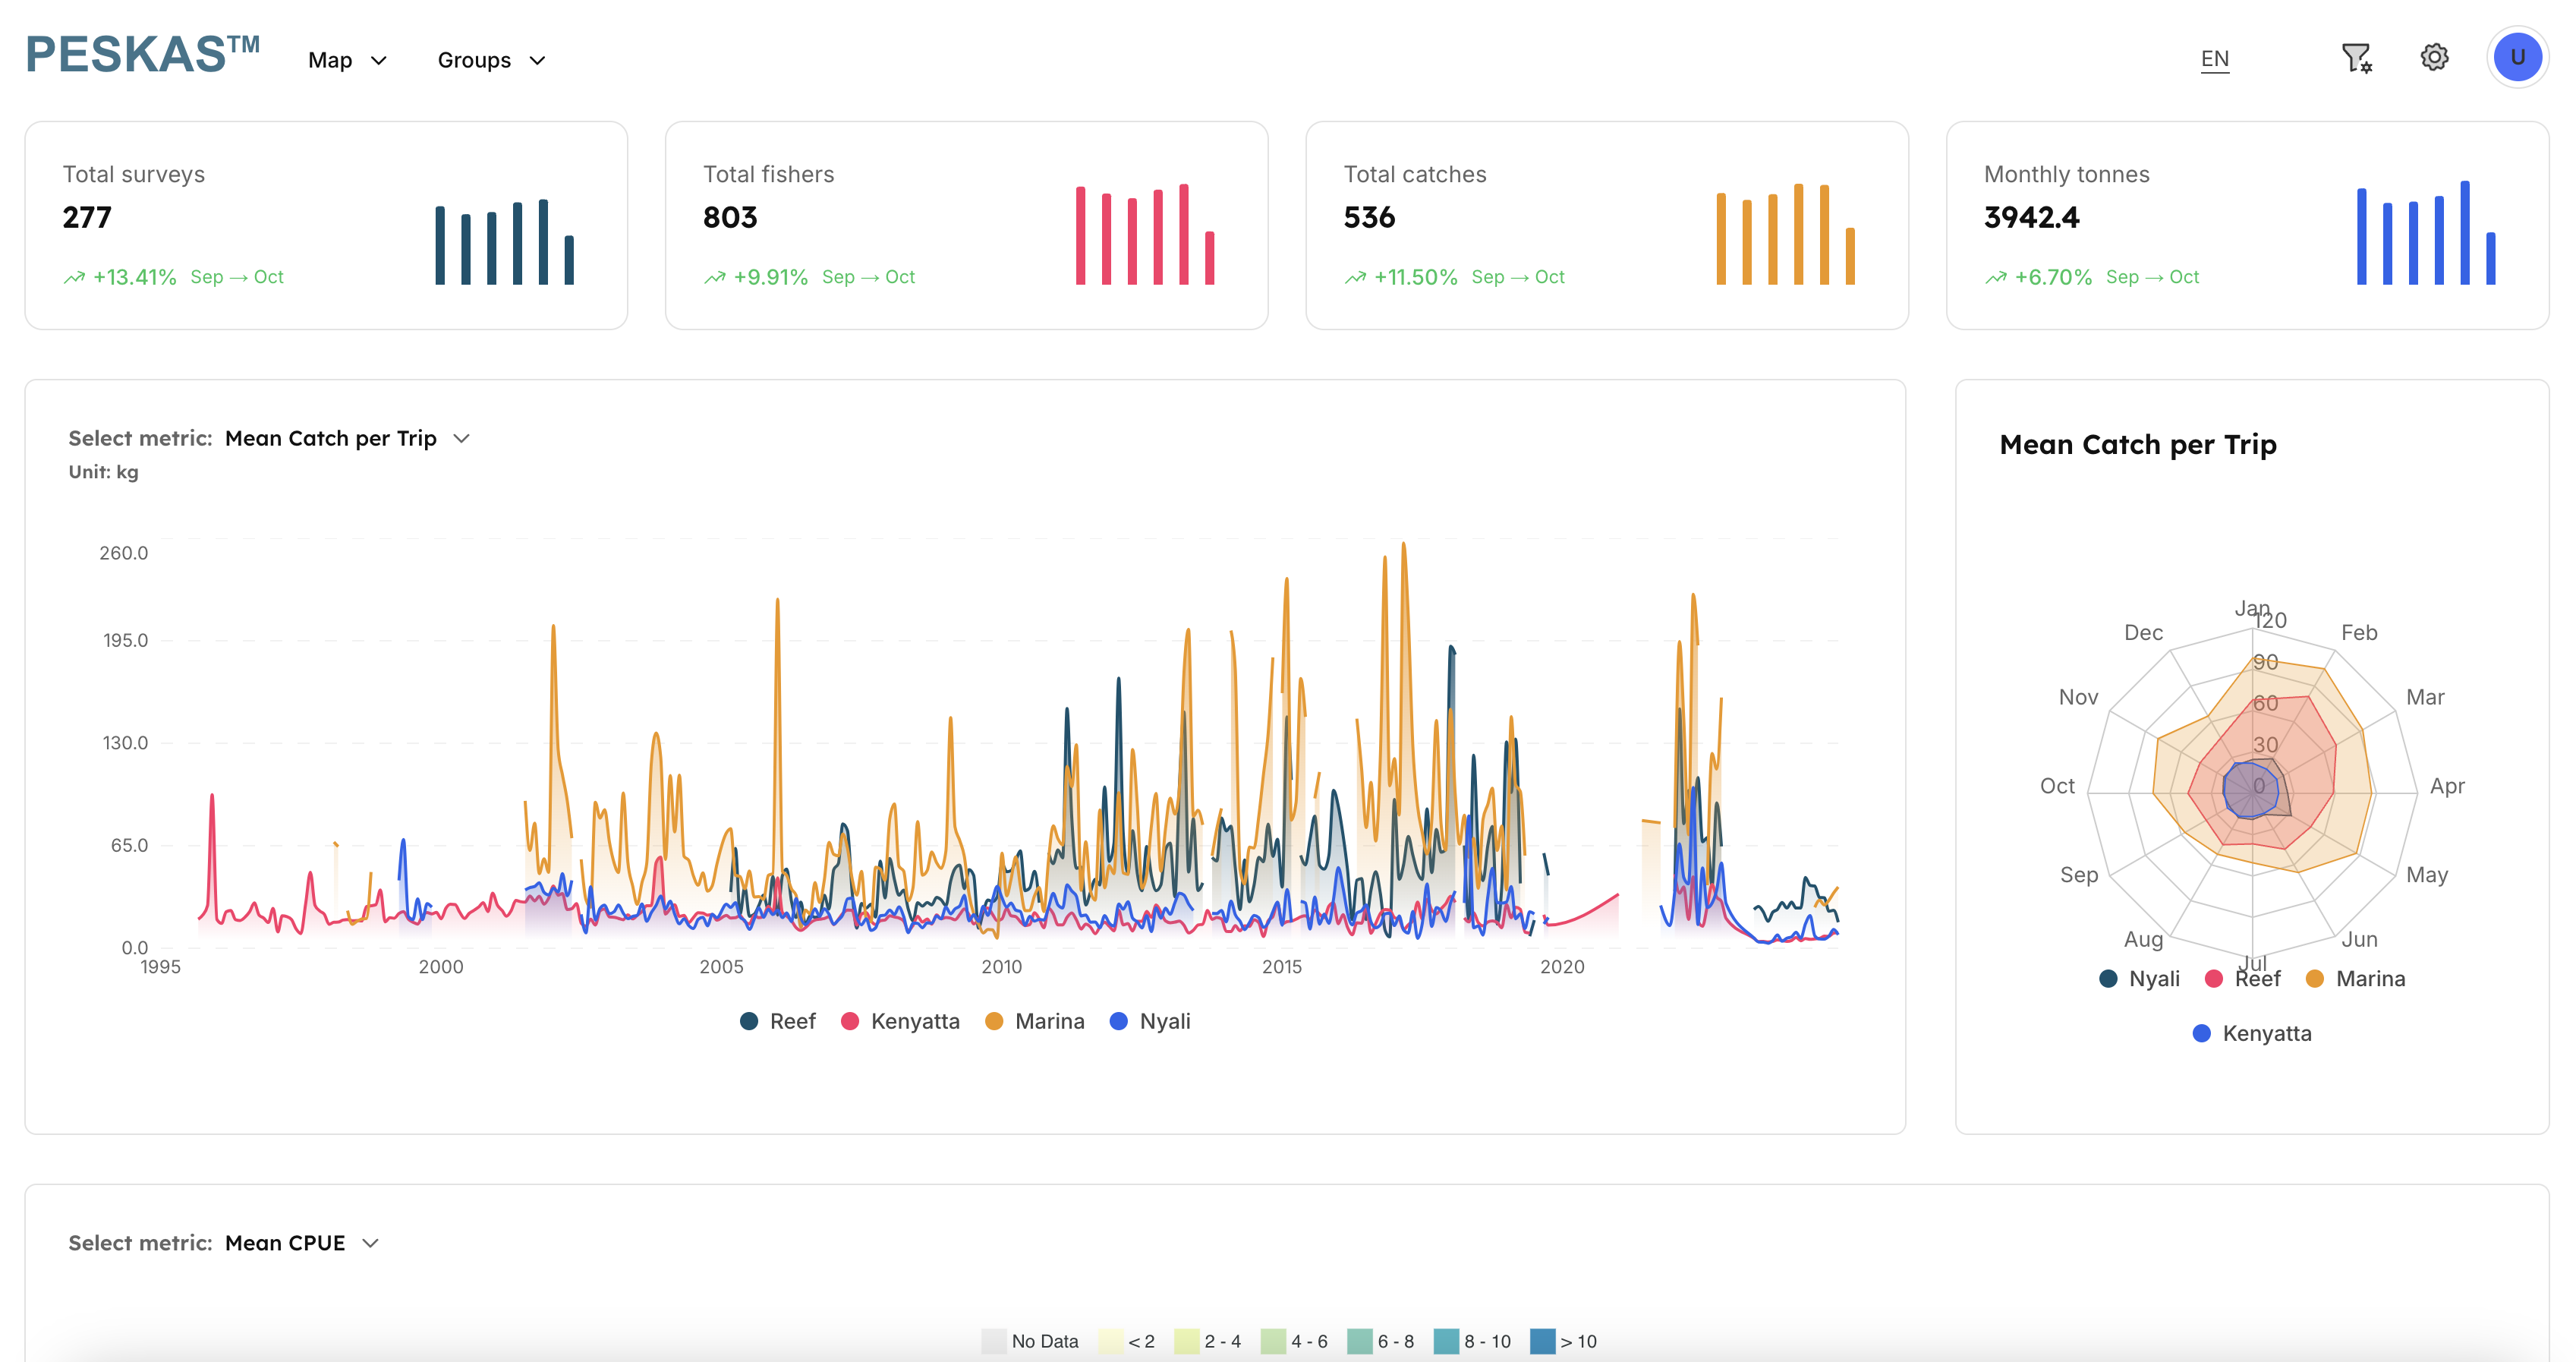 PESKAS™ Map Groups EN U
Total surveys
277
+13.41% Sep → Oct
Total fishers
803
+9.91% Sep → Oct
Total catches
536
+11.50% Sep → Oct
Monthly tonnes
3942.4
+6.70% Sep → Oct
Select metric: Mean Catch per Trip
Unit: kg
260.0
195.0
130.0
65.0
0.0
1995 2000 2005 2010 2015 2020
Reef Kenyatta Marina Nyali
Mean Catch per Trip
Jan
Feb
Mar
Apr
May
Jun
Jul
Aug
Sep
Oct
Nov
Dec
120
90
60
30
0
Nyali Reef Marina
Kenyatta
Select metric: Mean CPUE
No Data < 2 2 - 4 4 - 6 6 - 8 8 - 10 > 10